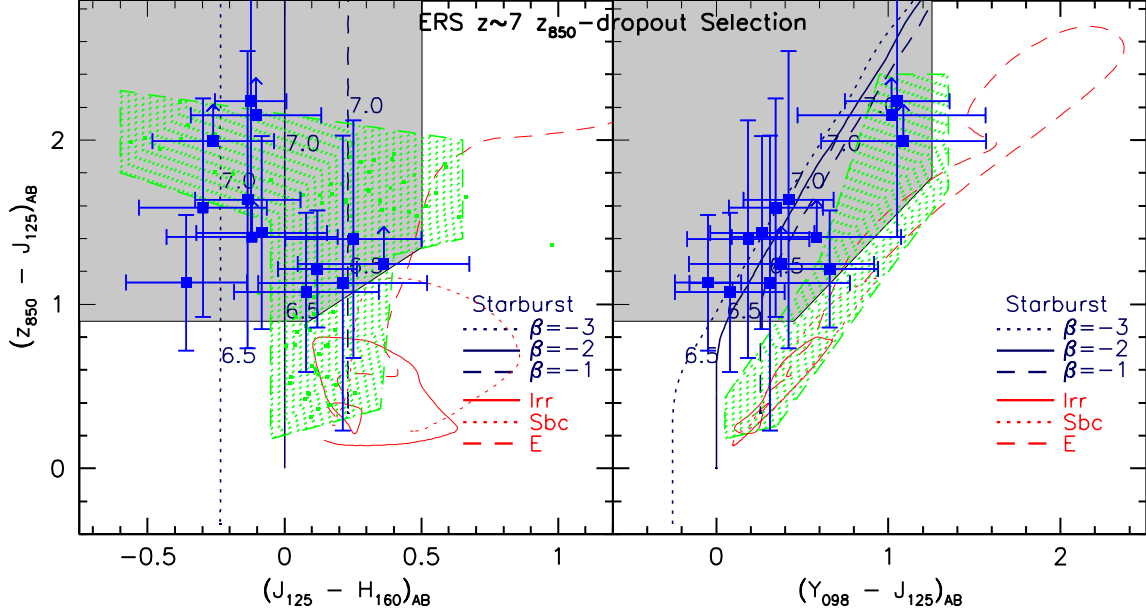 ERS z~7 z850-dropout Selection
(z850 − J125)AB
2
1
0
7.0
7.0
7.0
6.5
6.5
6.5
Starburst
β=−3
β=−2
β=−1
Irr
Sbc
E
−0.5
0
0.5
(J125 − H160)AB
7.0
7.0
7.0
6.5
6.5
6.5
Starburst
β=−3
β=−2
β=−1
Irr
Sbc
E
0
1
2
(Y098 − J125)AB